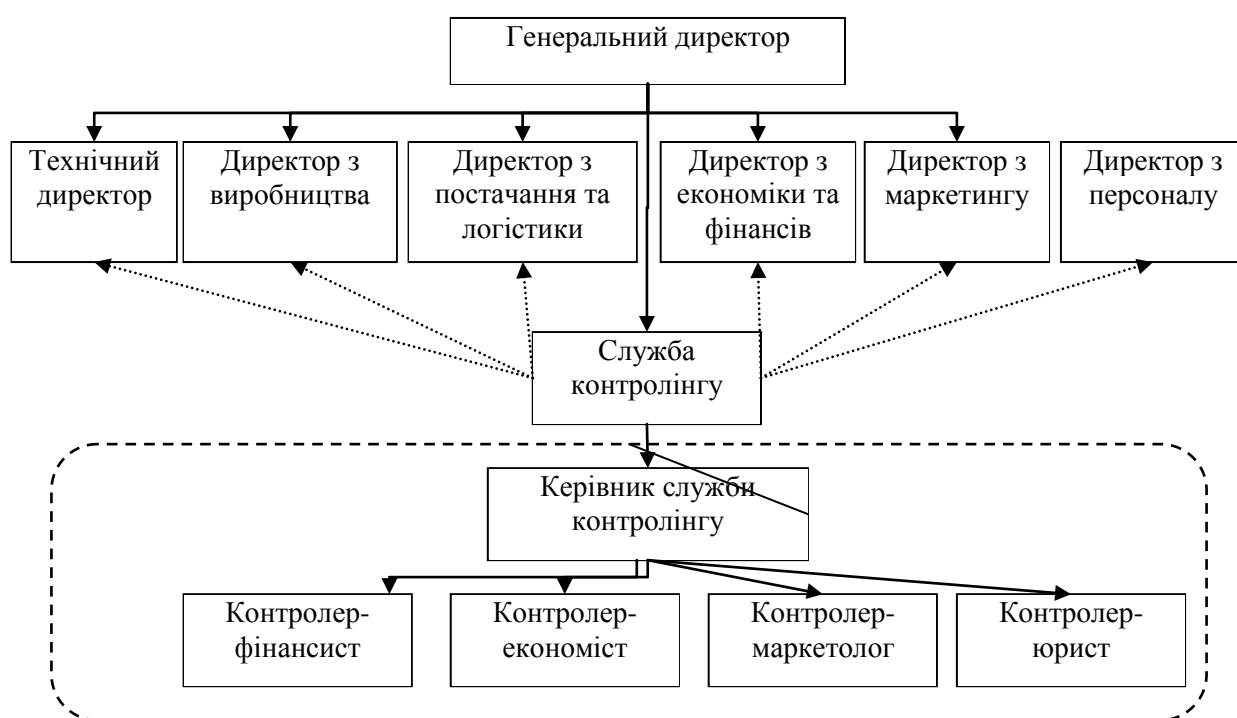 Генеральний директор
Технічний
директор
Директор з
виробництва
Директор з
постачання та
логістики
Директор з
економіки та
фінансів
Директор з
маркетингу
Директор з
персоналу
Служба
контролінгу
Керівник служби
контролінгу
Контролер-
фінансист
Контролер-
економіст
Контролер-
маркетолог
Контролер-
юрист